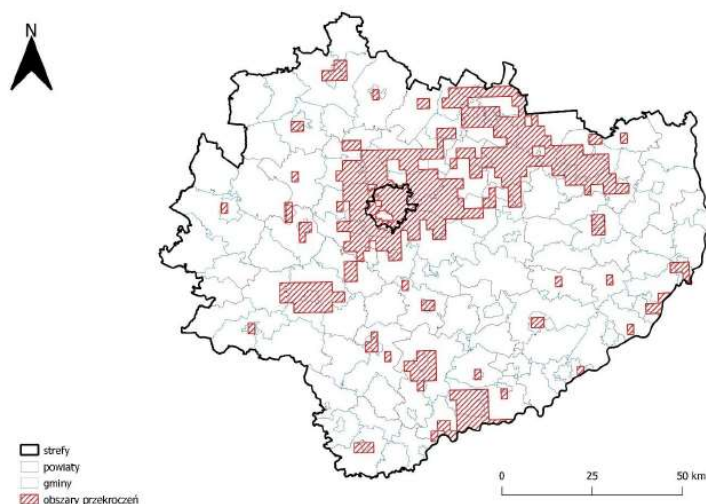 N
strefy
powiaty
gminy
obszary przekroczeń
0 25 50 km